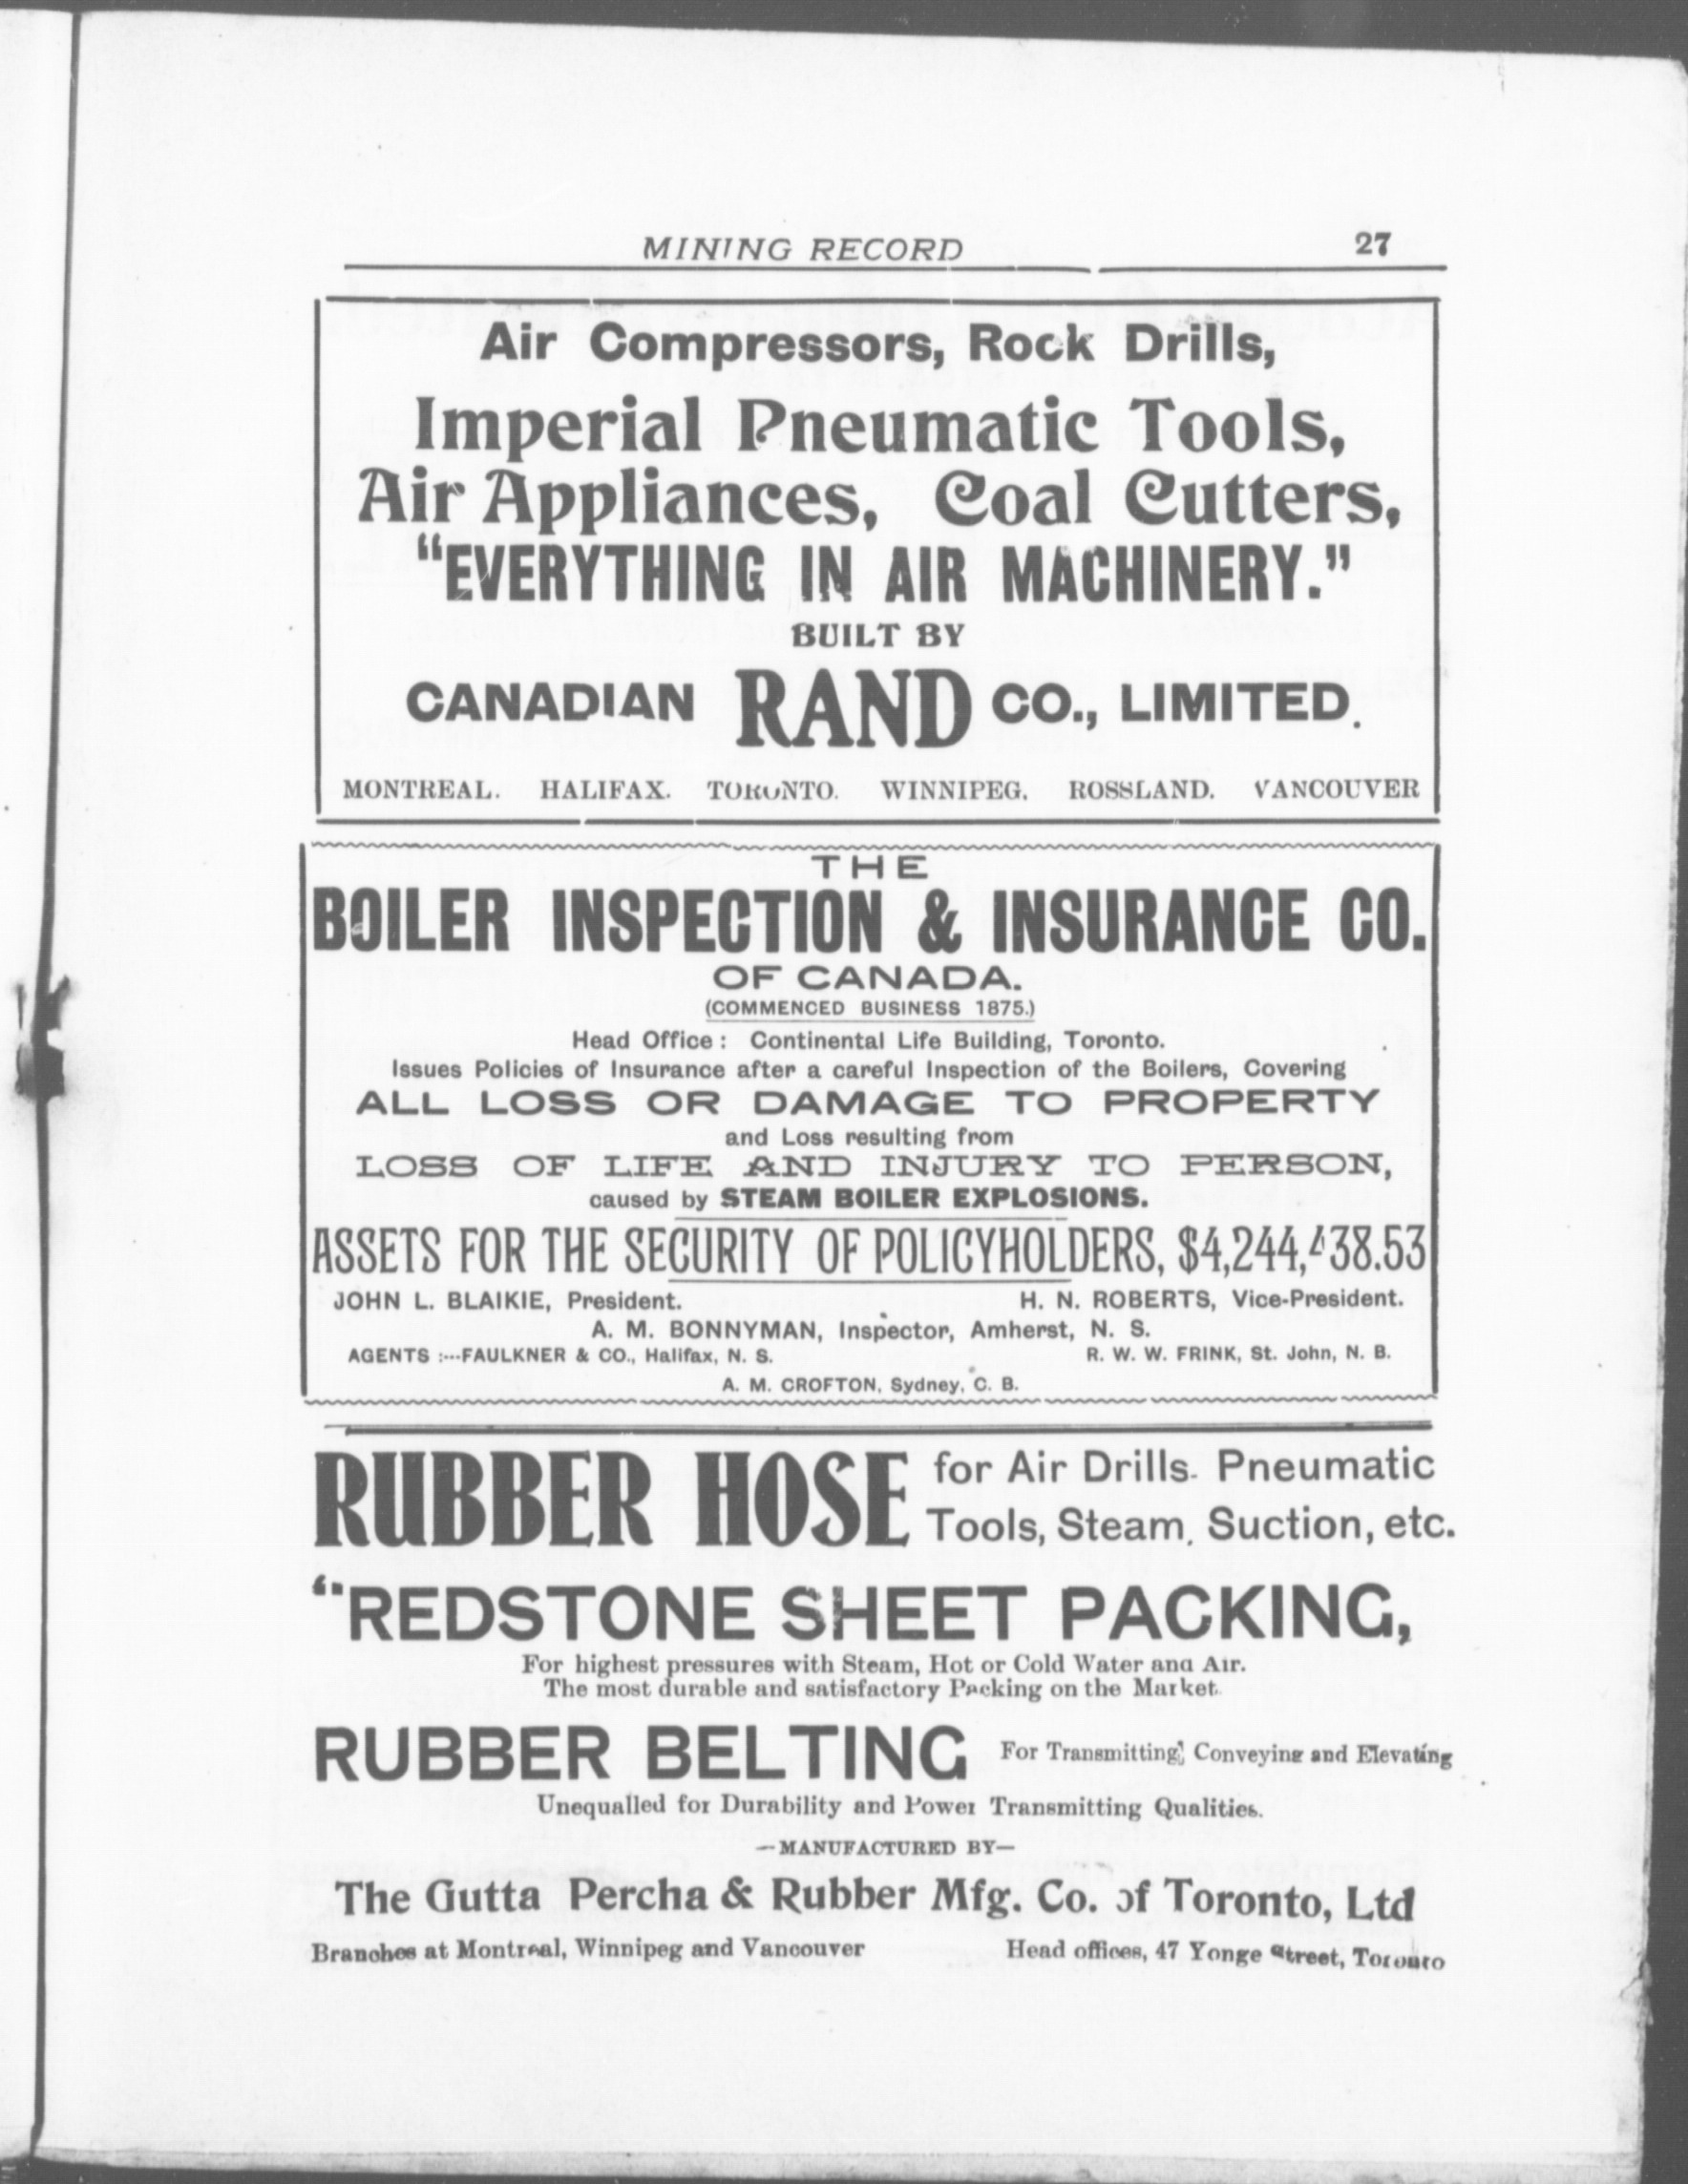 MINING RECORD 27
Air Compressors, Rock Drills,
Imperial Pneumatic Tools,
Air Appliances, Coal Cutters,
"EVERYTHING IN AIR MACHINERY."
BUILT BY
CANADIAN RAND CO., LIMITED.
MONTREAL. HALIFAX. TORONTO. WINNIPEG. ROSSLAND. VANCOUVER
THE
BOILER INSPECTION & INSURANCE CO.
OF CANADA.
(COMMENCED BUSINESS 1875.)
Head Office : Continental Life Building, Toronto.
Issues Policies of Insurance after a careful Inspection of the Boilers, Covering
ALL LOSS OR DAMAGE TO PROPERTY
and Loss resulting from
LOSS OF LIFE AND INJURY TO PERSON,
caused by STEAM BOILER EXPLOSIONS.
ASSETS FOR THE SECURITY OF POLICYHOLDERS, $4,244,438.53
JOHN L. BLAIKIE, President. H. N. ROBERTS, Vice-President.
A. M. BONNYMAN, Inspector, Amherst, N. S.
AGENTS :---FAULKNER & CO., Halifax, N. S. R. W. W. FRINK, St. John, N. B.
A. M. CROFTON, Sydney, C. B.
RUBBER HOSE for Air Drills- Pneumatic
Tools, Steam, Suction, etc.
"REDSTONE SHEET PACKING,
For highest pressures with Steam, Hot or Cold Water and Air.
The most durable and satisfactory Packing on the Market.
RUBBER BELTING For Transmitting, Conveying and Elevating
Unequalled for Durability and Power Transmitting Qualities.
—MANUFACTURED BY—
The Gutta Percha & Rubber Mfg. Co. of Toronto, Ltd
Branches at Montreal, Winnipeg and Vancouver Head offices, 47 Yonge Street, Toronto